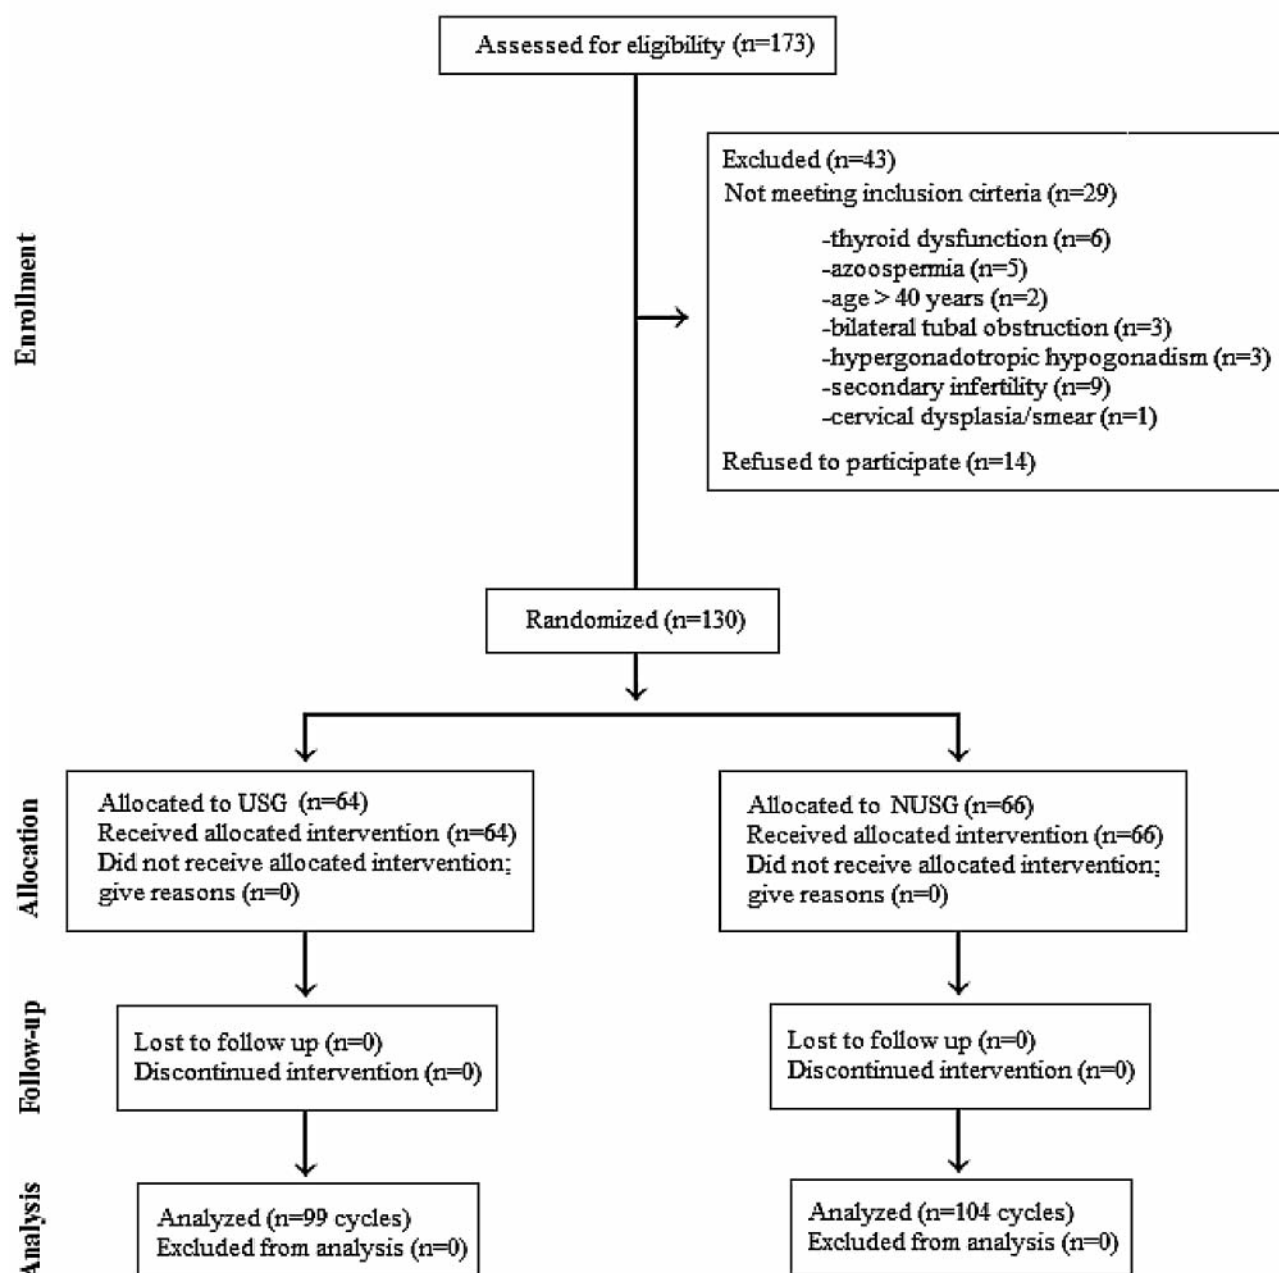 Assessed for eligibility (n=173)
Enrollment
Excluded (n=43)
Not meeting inclusion cirteria (n=29)
-thyroid dysfunction (n=6)
-azoospermia (n=5)
-age > 40 years (n=2)
-bilateral tubal obstruction (n=3)
-hypergonadotropic hypogonadism (n=3)
-secondary infertility (n=9)
-cervical dysplasia/smear (n=1)
Refused to participate (n=14)
Randomized (n=130)
Allocation
Allocated to USG (n=64)
Received allocated intervention (n=64)
Did not receive allocated intervention;
give reasons (n=0)
Allocated to NUSG (n=66)
Received allocated intervention (n=66)
Did not receive allocated intervention;
give reasons (n=0)
Follow-up
Lost to follow up (n=0)
Discontinued intervention (n=0)
Lost to follow up (n=0)
Discontinued intervention (n=0)
Analysis
Analyzed (n=99 cycles)
Excluded from analysis (n=0)
Analyzed (n=104 cycles)
Excluded from analysis (n=0)